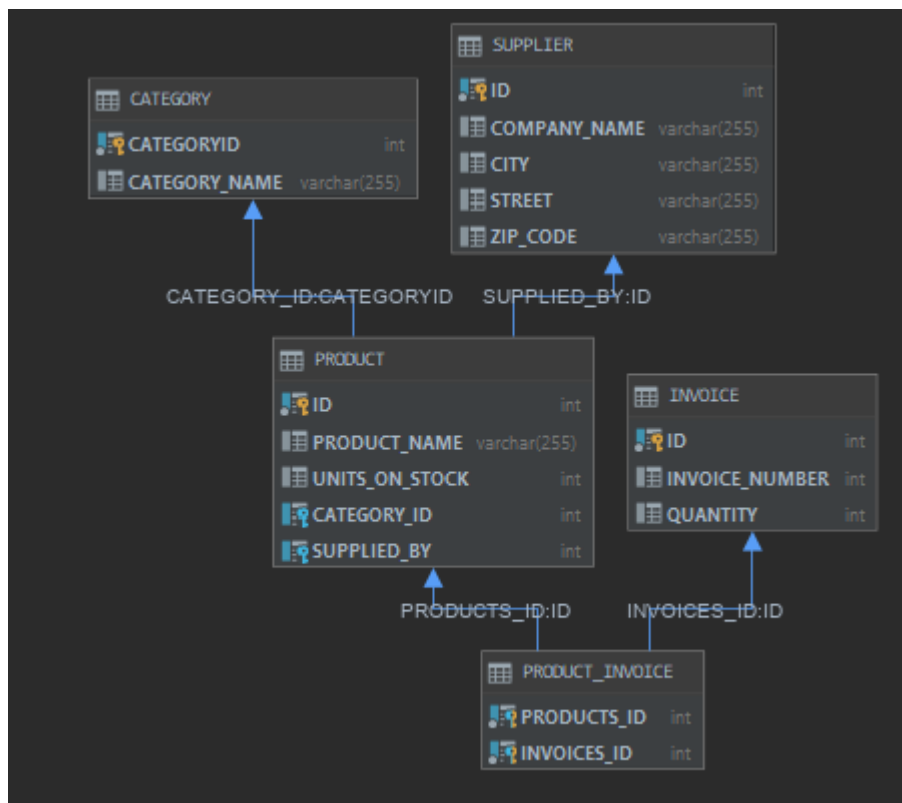 SUPPLIER
ID int
COMPANY_NAME varchar(255)
CITY varchar(255)
STREET varchar(255)
ZIP_CODE varchar(255)
CATEGORY
CATEGORYID int
CATEGORY_NAME varchar(255)
CATEGORY_ID:CATEGORYID
SUPPLIED_BY:ID
PRODUCT
ID int
PRODUCT_NAME varchar(255)
UNITS_ON_STOCK int
CATEGORY_ID int
SUPPLIED_BY int
INVOICE
ID int
INVOICE_NUMBER int
QUANTITY int
PRODUCTS_ID:ID
INVOICES_ID:ID
PRODUCT_INVOICE
PRODUCTS_ID int
INVOICES_ID int